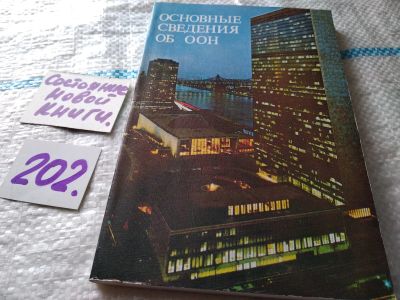 ОСНОВНЫЕ
СВЕДЕНИЯ
ОБ ООН
Состояние
новой
книги.
202.